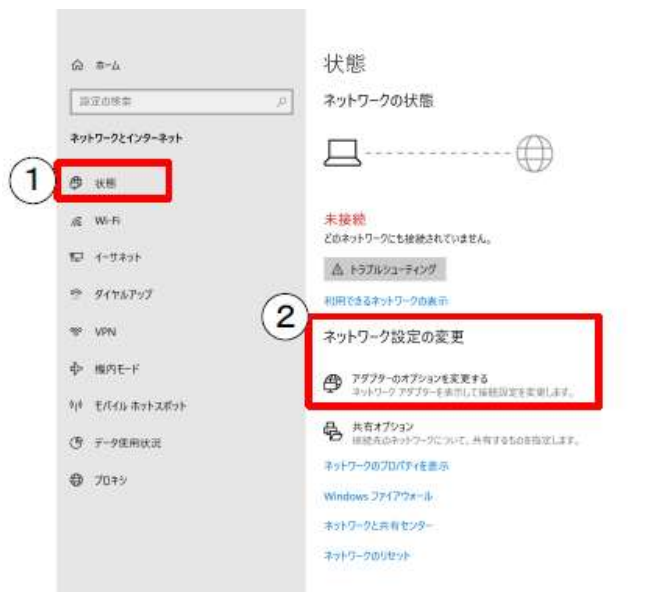 ホーム
設定の検索
ネットワークとインターネット
①
状態
Wi-Fi
イーサネット
ダイヤルアップ
VPN
機内モード
モバイル ホットスポット
データ使用状況
プロキシ
状態
ネットワークの状態
未接続
どのネットワークにも接続されていません。
トラブルシューティング
利用できるネットワークの表示
②
ネットワーク設定の変更
アダプターのオプションを変更する
ネットワーク アダプターを表示して接続設定を変更します。
共有オプション
接続先のネットワークについて、共有するものを指定します。
ネットワークのプロパティを表示
Windows ファイアウォール
ネットワークと共有センター
ネットワークのリセット